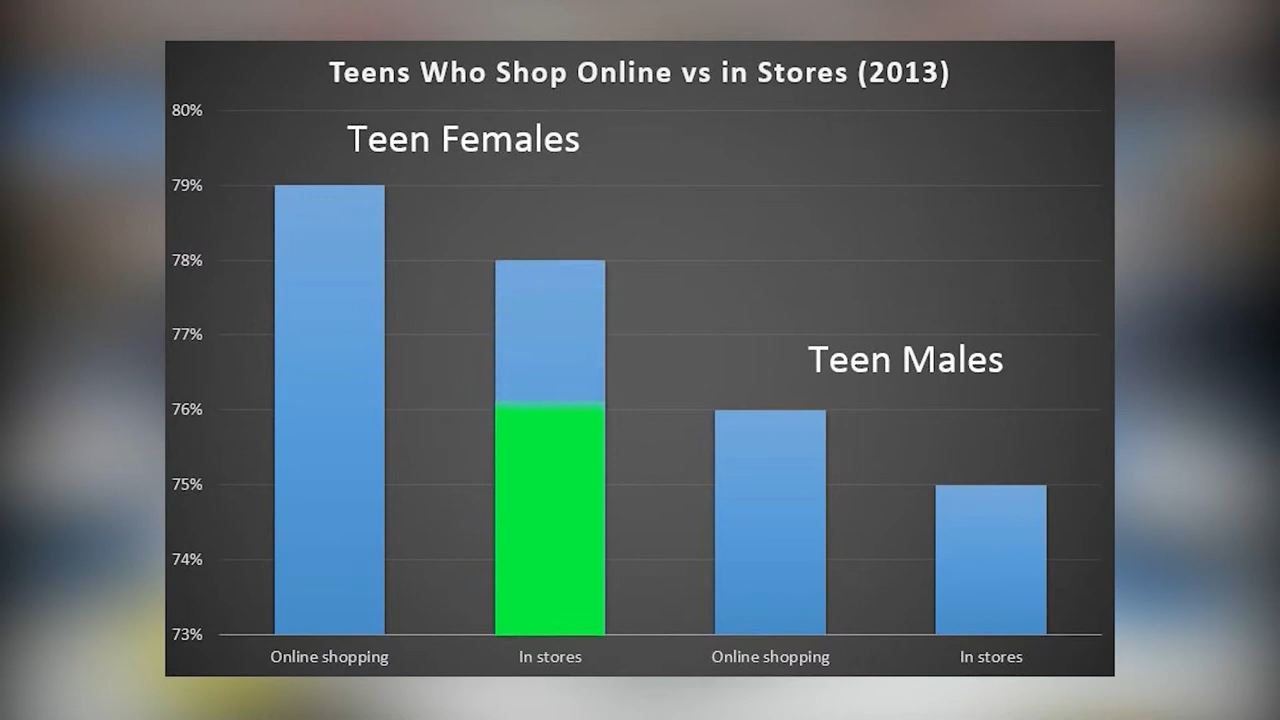 Teens Who Shop Online vs in Stores (2013)
80%
Teen Females
79%
78%
77%
Teen Males
76%
75%
74%
73%
Online shopping
In stores
Online shopping
In stores